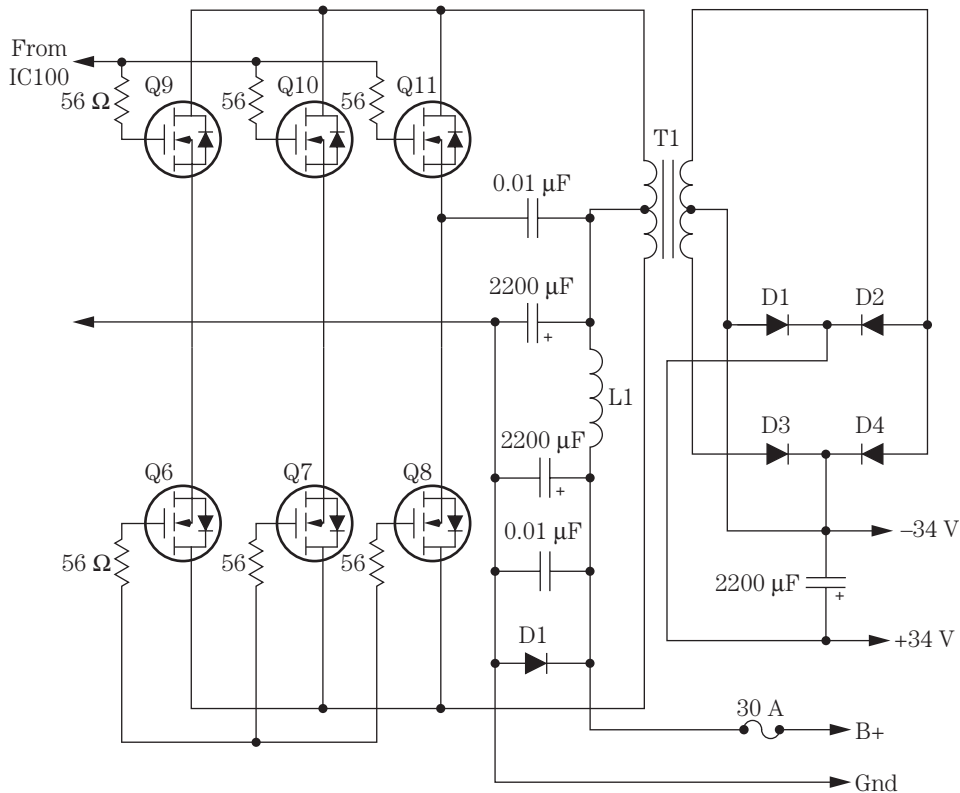 From
IC100
Q9
Q10
Q11
56 Ω
56
56
T1
0.01 µF
2200 µF
+
D1
D2
L1
D3
D4
2200 µF
+
Q6
Q7
Q8
0.01 µF
–34 V
56 Ω
56
56
2200 µF
+
D1
+34 V
30 A
B+
Gnd